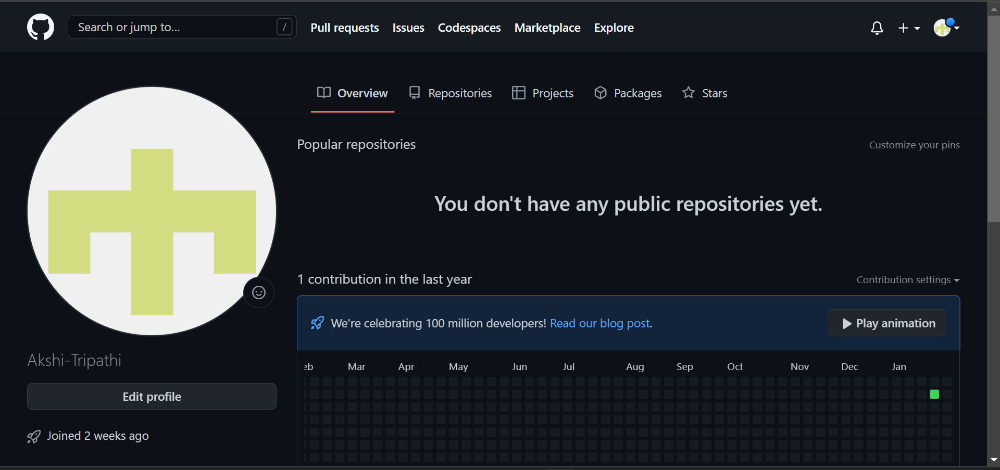 Search or jump to... / Pull requests Issues Codespaces Marketplace Explore
Overview Repositories Projects Packages Stars
Popular repositories Customize your pins
You don't have any public repositories yet.
1 contribution in the last year Contribution settings
We're celebrating 100 million developers! Read our blog post. Play animation
Akshi-Tripathi
eb Mar Apr May Jun Jul Aug Sep Oct Nov Dec Jan
Edit profile
Joined 2 weeks ago